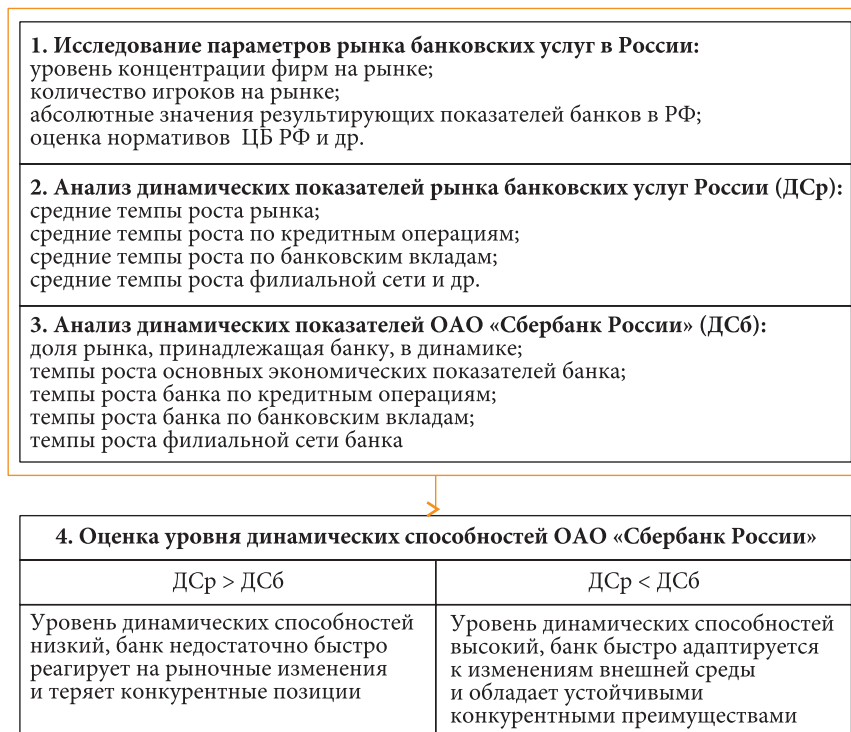 1. Исследование параметров рынка банковских услуг в России:
уровень концентрации фирм на рынке;
количество игроков на рынке;
абсолютные значения результирующих показателей банков в РФ;
оценка нормативов ЦБ РФ и др.
2. Анализ динамических показателей рынка банковских услуг России (ДСр):
средние темпы роста рынка;
средние темпы роста по кредитным операциям;
средние темпы роста по банковским вкладам;
средние темпы роста филиальной сети и др.
3. Анализ динамических показателей ОАО «Сбербанк России» (ДСб):
доля рынка, принадлежащая банку, в динамике;
темпы роста основных экономических показателей банка;
темпы роста банка по кредитным операциям;
темпы роста банка по банковским вкладам;
темпы роста филиальной сети банка
4. Оценка уровня динамических способностей ОАО «Сбербанк России»
ДСр > ДСб
ДСр < ДСб
Уровень динамических способностей
низкий, банк недостаточно быстро
реагирует на рыночные изменения
и теряет конкурентные позиции
Уровень динамических способностей
высокий, банк быстро адаптируется
к изменениям внешней среды
и обладает устойчивыми
конкурентными преимуществами